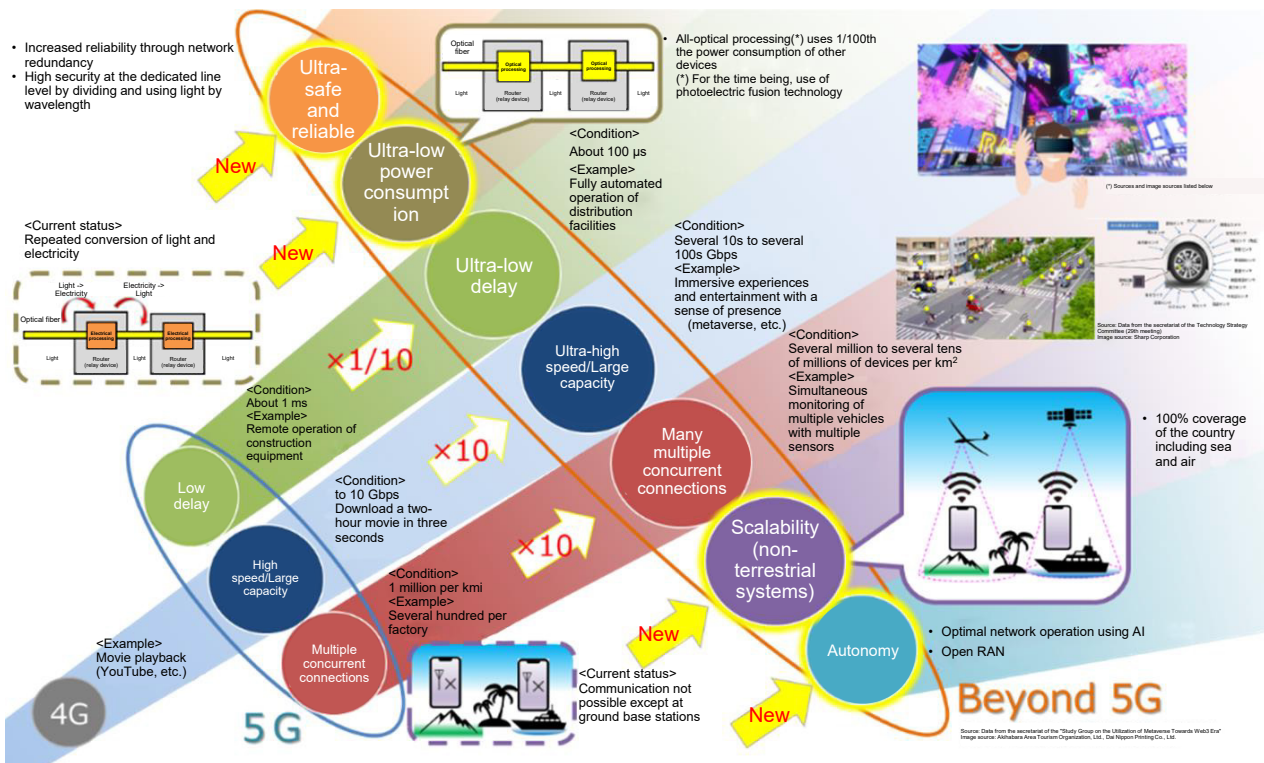 • Increased reliability through network
redundancy
• High security at the dedicated line
level by dividing and using light by
wavelength
Ultra-
safe
and
reliable
New
Optical
fiber
Optical
processing
Optical
processing
Light
Router
(relay device)
Light
Router
(relay device)
Light
• All-optical processing(*) uses 1/100th
the power consumption of other
devices
(*) For the time being, use of
photoelectric fusion technology
Ultra-low
power
consumpt
ion
New
<Current status>
Repeated conversion of light and
electricity
Light ->
Electricity
Electricity ->
Light
Optical fiber
Electrical
processing
Electrical
processing
Light
Router
(relay device)
Light
Router
(relay device)
Light
<Condition>
About 100 μs
<Example>
Fully automated
operation of
distribution
facilities
Ultra-low
delay
×1/10
<Condition>
About 1 ms
<Example>
Remote operation of
construction
equipment
Low
delay
(*) Sources and image sources listed below
<Condition>
Several 10s to several
100s Gbps
<Example>
Immersive experiences
and entertainment with a
sense of presence
(metaverse, etc.)
Ultra-high
speed/Large
capacity
×10
<Condition>
to 10 Gbps
Download a two-
hour movie in three
seconds
High
speed/Large
capacity
Source: Data from the secretariat of the Technology Strategy
Committee (29th meeting)
Image source: Sharp Corporation
<Condition>
Several million to several tens
of millions of devices per km²
<Example>
Simultaneous
monitoring of
multiple vehicles
with multiple
sensors
Many
multiple
concurrent
connections
×10
<Condition>
1 million per kmi
<Example>
Several hundred per
factory
Multiple
concurrent
connections
• 100% coverage
of the country
including sea
and air
Scalability
(non-
terrestrial
systems)
New
<Current status>
Communication not
possible except at
ground base stations
Autonomy
New
• Optimal network operation using AI
• Open RAN
<Example>
Movie playback
(YouTube, etc.)
4G
5G
Beyond 5G
Source: Data from the secretariat of the "Study Group on the Utilization of Metaverse Towards Web3 Era"
Image source: Akihabara Area Tourism Organization, Ltd., Dai Nippon Printing Co., Ltd.